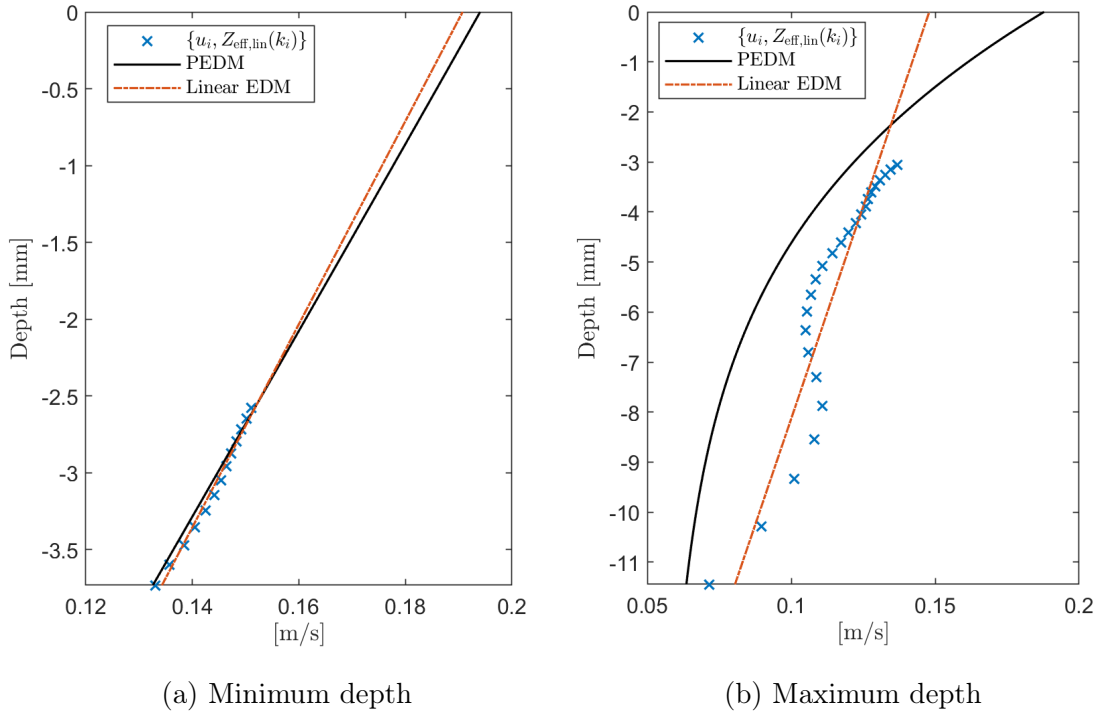 0
-0.5
-1
-1.5
-2
-2.5
-3
-3.5
Depth [mm]
0.12 0.14 0.16 0.18 0.2
[m/s]
{u_i, Z_eff,lin(k_i)}
PEDM
Linear EDM
(a) Minimum depth
0
-1
-2
-3
-4
-5
-6
-7
-8
-9
-10
-11
Depth [mm]
0.05 0.1 0.15 0.2
[m/s]
{u_i, Z_eff,lin(k_i)}
PEDM
Linear EDM
(b) Maximum depth